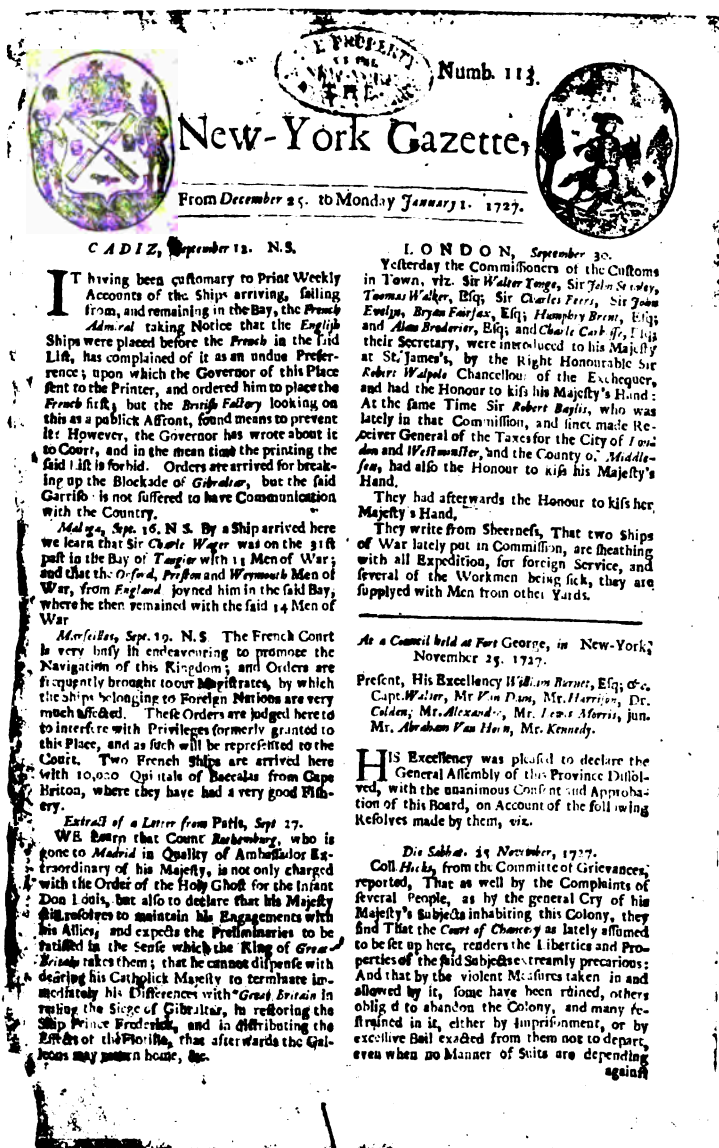 Numb. 113.
THE
New-York Gazette,
From December 25. to Monday January 1. 1727.
CADIZ, September 12. N.S.
IT having been customary to Print Weekly
Accounts of the Ships arriving, sailing
from, and remaining in the Bay, the French
Admiral taking Notice that the English
Ships were placed before the French in the said
List, has complained of it as an undue Prefer-
rence; upon which the Governor of this Place
sent to the Printer, and ordered him to place the
French first; but the British Factory looking on
this as a publick Affront, found means to prevent
it: However, the Governor has wrote about it
to Court, and in the mean time the printing the
said List is forbid. Orders are arrived for break-
ing up the Blockade of Gibraltar, but the said
Garriso is not suffered to have Communication
with the Country.
Malaga, Sept. 16. N S. By a Ship arrived here
we learn that Sir Charle Wager was on the 31st
past in the Bay of Tangier with 11 Men of War;
and that the Oxford, Preston and Weymouth Men of
War, from England joyned him in the said Bay,
where he then remained with the said 14 Men of
War
Marseilles, Sept. 19. N.S. The French Court
is very busy in endeavouring to promote the
Navigation of this Kingdom; and Orders are
frequently brought to our Magistrates, by which
the Ships belonging to Foreign Nations are very
much affected. These Orders are judged here to
to interfere with Privileges formerly granted to
this Place, and as such will be represented to the
Court. Two French Ships are arrived here
with 10,000 Quintals of Baccalas from Cape
Briton, where they have had a very good Fish-
ery.
Extract of a Letter from Paris, Sept 27.
WE learn that Count Rothemburg, who is
gone to Madrid in Quality of Ambassador Ex-
traordinary of his Majesty, is not only charged
with the Order of the Holy Ghost for the Infant
Don Louis, but also to declare that his Majesty
still resolves to maintain his Engagements with
his Allies, and expects the Preliminaries to be
ratified in the Sense which the King of Great
Britain takes them; that he cannot dispense with
desiring his Catholick Majesty to terminate im-
mediately his Differences with Great Britain in
raising the Siege of Gibraltar, in restoring the
Ship Prince Frederick, and in distributing the
Effects of the Florilla, that afterwards the Gal-
leons may return home, &c.
LONDON, September 30.
Yesterday the Commissioners of the Customs
in Town, viz. Sir Walter Yonge, Sir John Stanley,
Thomas Walker, Esq; Sir Charles Peers, Sir John
Evelyn, Bryan Fairfax, Esq; Humphry Brent, Esq;
and Allan Broderier, Esq; and Charle Carkesse, Esq;
their Secretary, were introduced to his Majesty
at St. James's, by the Right Honourable Sir
Robert Walpole Chancellour of the Exchequer,
and had the Honour to kiss his Majesty's Hand:
At the same Time Sir Robert Baylis, who was
lately in that Commission, and since made Re-
ceiver General of the Taxes for the City of Lon-
don and Westminster, and the County of Middle-
sex, had also the Honour to kiss his Majesty's
Hand.
They had afterwards the Honour to kiss her
Majesty's Hand.
They write from Sheerness, That two Ships
of War lately put in Commission, are sheathing
with all Expedition, for foreign Service, and
several of the Workmen being sick, they are
supplyed with Men from other Yards.
At a Council held at Fort George, in New-York,
November 25. 1727.
Present, His Excellency William Burnet, Esq; &c.
Capt. Walter, Mr Van Dam, Mr. Harrison, Dr.
Colden, Mr. Alexander, Mr. Lewis Morris, jun.
Mr. Abraham Van Horn, Mr. Kennedy.
HIS Excellency was pleased to declare the
General Assembly of this Province Dissol-
ved, with the unanimous Consent and Approba-
tion of this Board, on Account of the following
Resolves made by them, viz.
Die Sabbat. 25 November, 1727.
Coll Hicks, from the Committe of Grievances,
reported, That as well by the Complaints of
several People, as by the general Cry of his
Majesty's Subjects inhabiting this Colony, they
find That the Court of Chancery as lately assumed
to be set up here, renders the Liberties and Pro-
perties of the said Subjects extreamly precarious:
And that by the violent Measures taken in and
allowed by it, some have been ruined, others
oblig d to abandon the Colony, and many re-
strained in it, either by Imprisonment, or by
excessive Bail exacted from them not to depart,
even when no Manner of Suits are depending
against